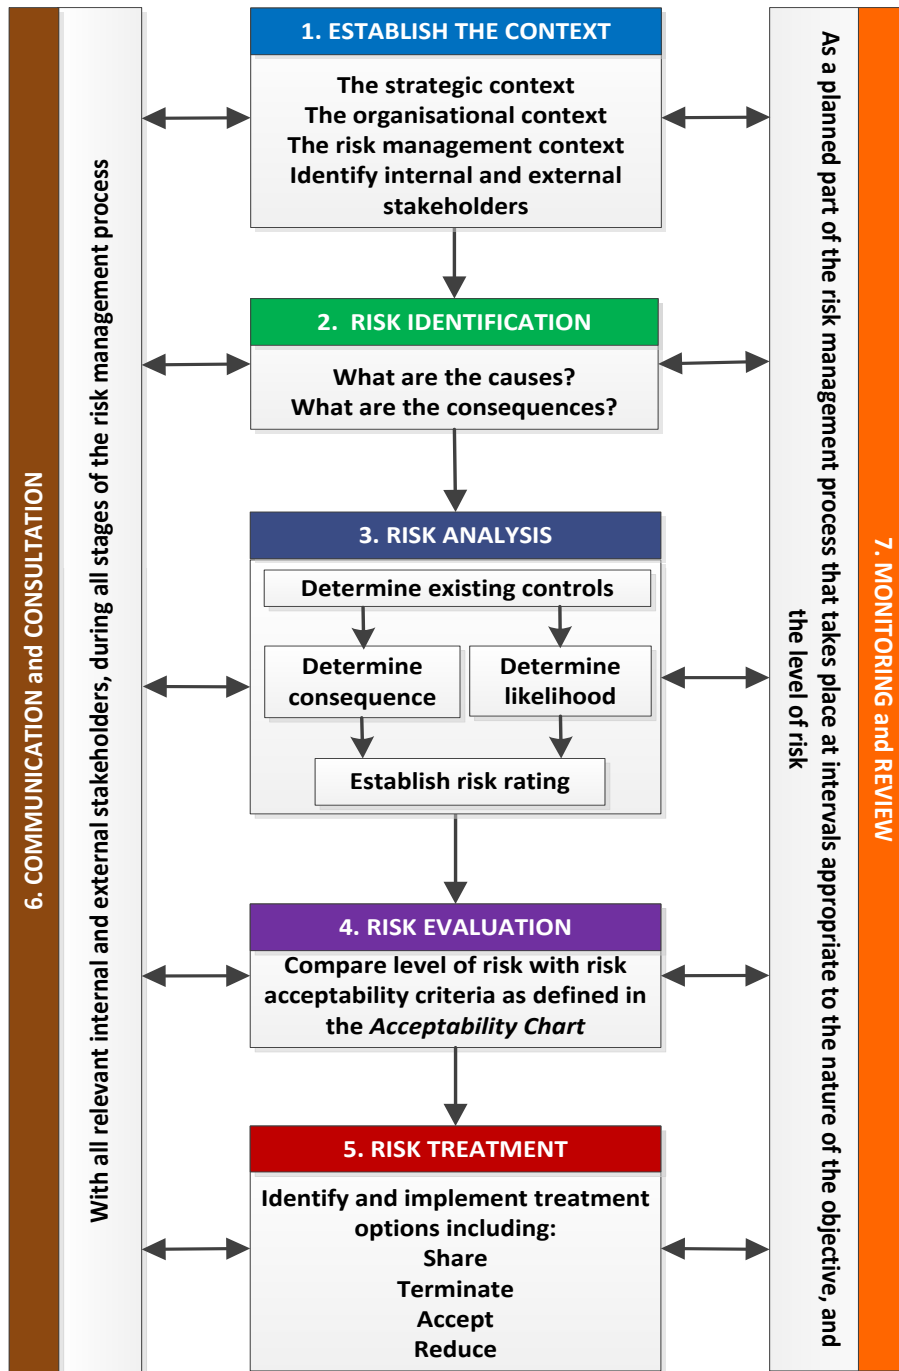 1. ESTABLISH THE CONTEXT
The strategic context
The organisational context
The risk management context
Identify internal and external
stakeholders
2. RISK IDENTIFICATION
What are the causes?
What are the consequences?
3. RISK ANALYSIS
Determine existing controls
Determine
consequence
Determine
likelihood
Establish risk rating
4. RISK EVALUATION
Compare level of risk with risk
acceptability criteria as defined in
the Acceptability Chart
5. RISK TREATMENT
Identify and implement treatment
options including:
Share
Terminate
Accept
Reduce
6. COMMUNICATION and CONSULTATION
With all relevant internal and external stakeholders, during all stages of the risk management process
As a planned part of the risk management process that takes place at intervals appropriate to the nature of the objective, and
the level of risk
7. MONITORING and REVIEW